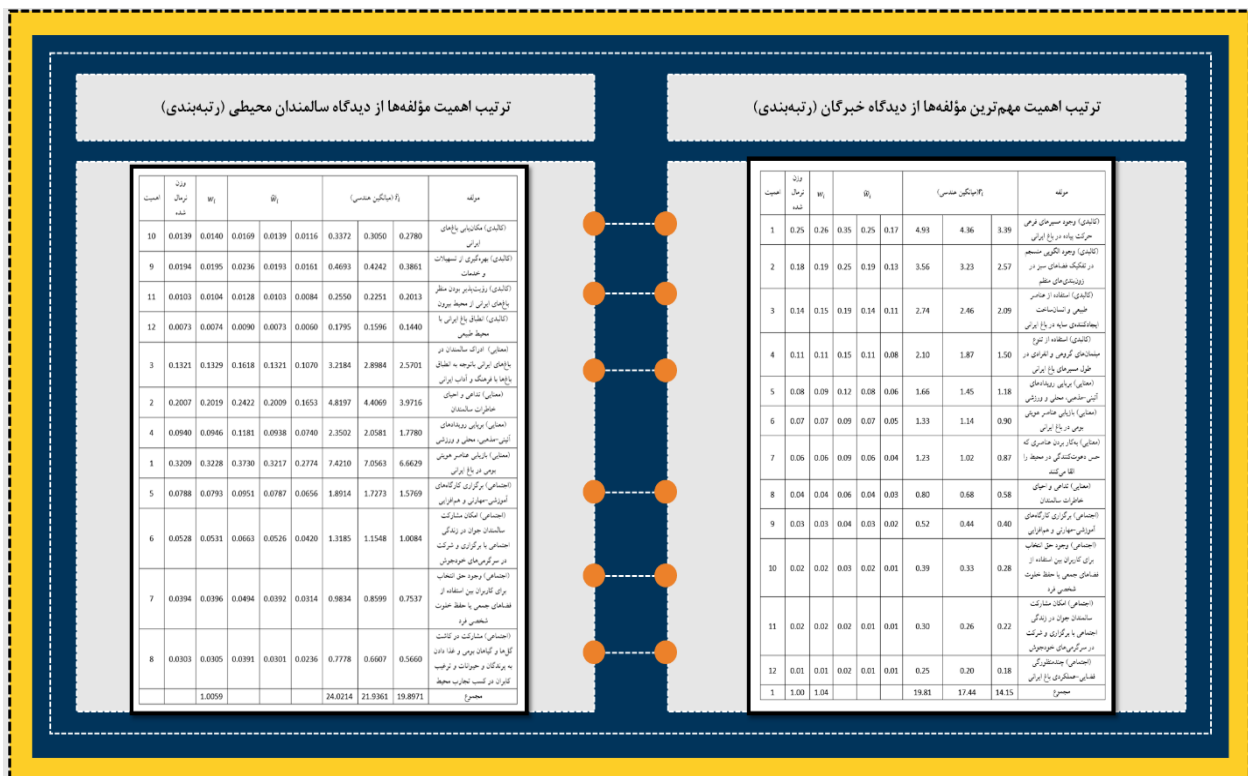 ترتیب اهمیت مهم‌ترین مؤلفه‌ها از دیدگاه خبرگان (رتبه‌بندی)
مولفه r̃ᵢ(میانگین هندسی) w̃ᵢ wᵢ وزن نرمال شده اهمیت
(کالبدی) وجود مسیرهای فرعی
حرکت پیاده در باغ ایرانی
3.39 4.36 4.93 0.17 0.25 0.35 0.26 0.25 1
(کالبدی) وجود الگویی منسجم
در تفکیک فضاهای سبز در
زون‌بندی‌های منظم
2.57 3.23 3.56 0.13 0.19 0.25 0.19 0.18 2
(کالبدی) استفاده از عناصر
طبیعی و انسان‌ساخت
ایجادکننده‌ی سایه در باغ ایرانی
2.09 2.46 2.74 0.11 0.14 0.19 0.15 0.14 3
(کالبدی) استفاده از تنوع
مبلمان‌های گروهی و انفرادی در
طول مسیرهای باغ ایرانی
1.50 1.87 2.10 0.08 0.11 0.15 0.11 0.11 4
(معنایی) برپایی رویدادهای
آئینی-مذهبی، محلی و ورزشی
1.18 1.45 1.66 0.06 0.08 0.12 0.09 0.08 5
(معنایی) بازیابی عناصر هویتی
بومی در باغ ایرانی
0.90 1.14 1.33 0.05 0.07 0.09 0.07 0.07 6
(معنایی) به‌کار بردن عناصری که
حس دعوت‌کنندگی در محیط را
القا می‌کنند
0.87 1.02 1.23 0.04 0.06 0.09 0.06 0.06 7
(معنایی) تداعی و احیای
خاطرات سالمندان
0.58 0.68 0.80 0.03 0.04 0.06 0.04 0.04 8
(اجتماعی) برگزاری کارگاه‌های
آموزشی-مهارتی و هم‌افزایی
0.40 0.44 0.52 0.02 0.03 0.04 0.03 0.03 9
(اجتماعی) وجود حق انتخاب
برای کاربران بین استفاده از
فضاهای جمعی یا حفظ خلوت
شخصی فرد
0.28 0.33 0.39 0.01 0.02 0.03 0.02 0.02 10
(اجتماعی) امکان مشارکت
سالمندان جوان در زندگی
اجتماعی با برگزاری و شرکت
در سرگرمی‌های خودجوش
0.22 0.26 0.30 0.01 0.01 0.02 0.02 0.02 11
(اجتماعی) چندمنظورگی
فضایی-عملکردی باغ ایرانی
0.18 0.20 0.25 0.01 0.01 0.02 0.01 0.01 12
مجموع 14.15 17.44 19.81 1.04 1.00 1
ترتیب اهمیت مؤلفه‌ها از دیدگاه سالمندان محیطی (رتبه‌بندی)
مولفه r̃ᵢ (میانگین هندسی) w̃ᵢ wᵢ وزن نرمال شده اهمیت
(کالبدی) مکان‌یابی باغ‌های
ایرانی
0.2780 0.3050 0.3372 0.0116 0.0139 0.0169 0.0140 0.0139 10
(کالبدی) بهره‌گیری از تسهیلات
و خدمات
0.3861 0.4242 0.4693 0.0161 0.0193 0.0236 0.0195 0.0194 9
(کالبدی) رؤیت‌پذیر بودن منظر
باغ‌های ایرانی از محیط بیرون
0.2013 0.2251 0.2550 0.0084 0.0103 0.0128 0.0104 0.0103 11
(کالبدی) انطباق باغ ایرانی با
محیط طبیعی
0.1440 0.1596 0.1795 0.0060 0.0073 0.0090 0.0074 0.0073 12
(معنایی) ادراک سالمندان در
باغ‌های ایرانی باتوجه به انطباق
باغ‌ها با فرهنگ و آداب ایرانی
2.5701 2.8984 3.2184 0.1070 0.1321 0.1618 0.1329 0.1321 3
(معنایی) تداعی و احیای
خاطرات سالمندان
3.9716 4.4069 4.8197 0.1653 0.2009 0.2422 0.2019 0.2007 2
(معنایی) برپایی رویدادهای
آئینی-مذهبی، محلی و ورزشی
1.7780 2.0581 2.3502 0.0740 0.0938 0.1181 0.0946 0.0940 4
(معنایی) بازیابی عناصر هویتی
بومی در باغ ایرانی
6.6629 7.0563 7.4210 0.2774 0.3217 0.3730 0.3228 0.3209 1
(اجتماعی) برگزاری کارگاه‌های
آموزشی-مهارتی و هم‌افزایی
1.5769 1.7273 1.8914 0.0656 0.0787 0.0951 0.0793 0.0788 5
(اجتماعی) امکان مشارکت
سالمندان جوان در زندگی
اجتماعی با برگزاری و شرکت
در سرگرمی‌های خودجوش
1.0084 1.1548 1.3185 0.0420 0.0526 0.0663 0.0531 0.0528 6
(اجتماعی) وجود حق انتخاب
برای کاربران بین استفاده از
فضاهای جمعی یا حفظ خلوت
شخصی فرد
0.7537 0.8599 0.9834 0.0314 0.0392 0.0494 0.0396 0.0394 7
(اجتماعی) مشارکت در کاشت
گل‌ها و گیاهان بومی و غذا دادن
به پرندگان و حیوانات و ترغیب
کابران در کسب تجارب محیط
0.5660 0.6607 0.7778 0.0236 0.0301 0.0391 0.0305 0.0303 8
مجموع 19.8971 21.9361 24.0214 1.0059